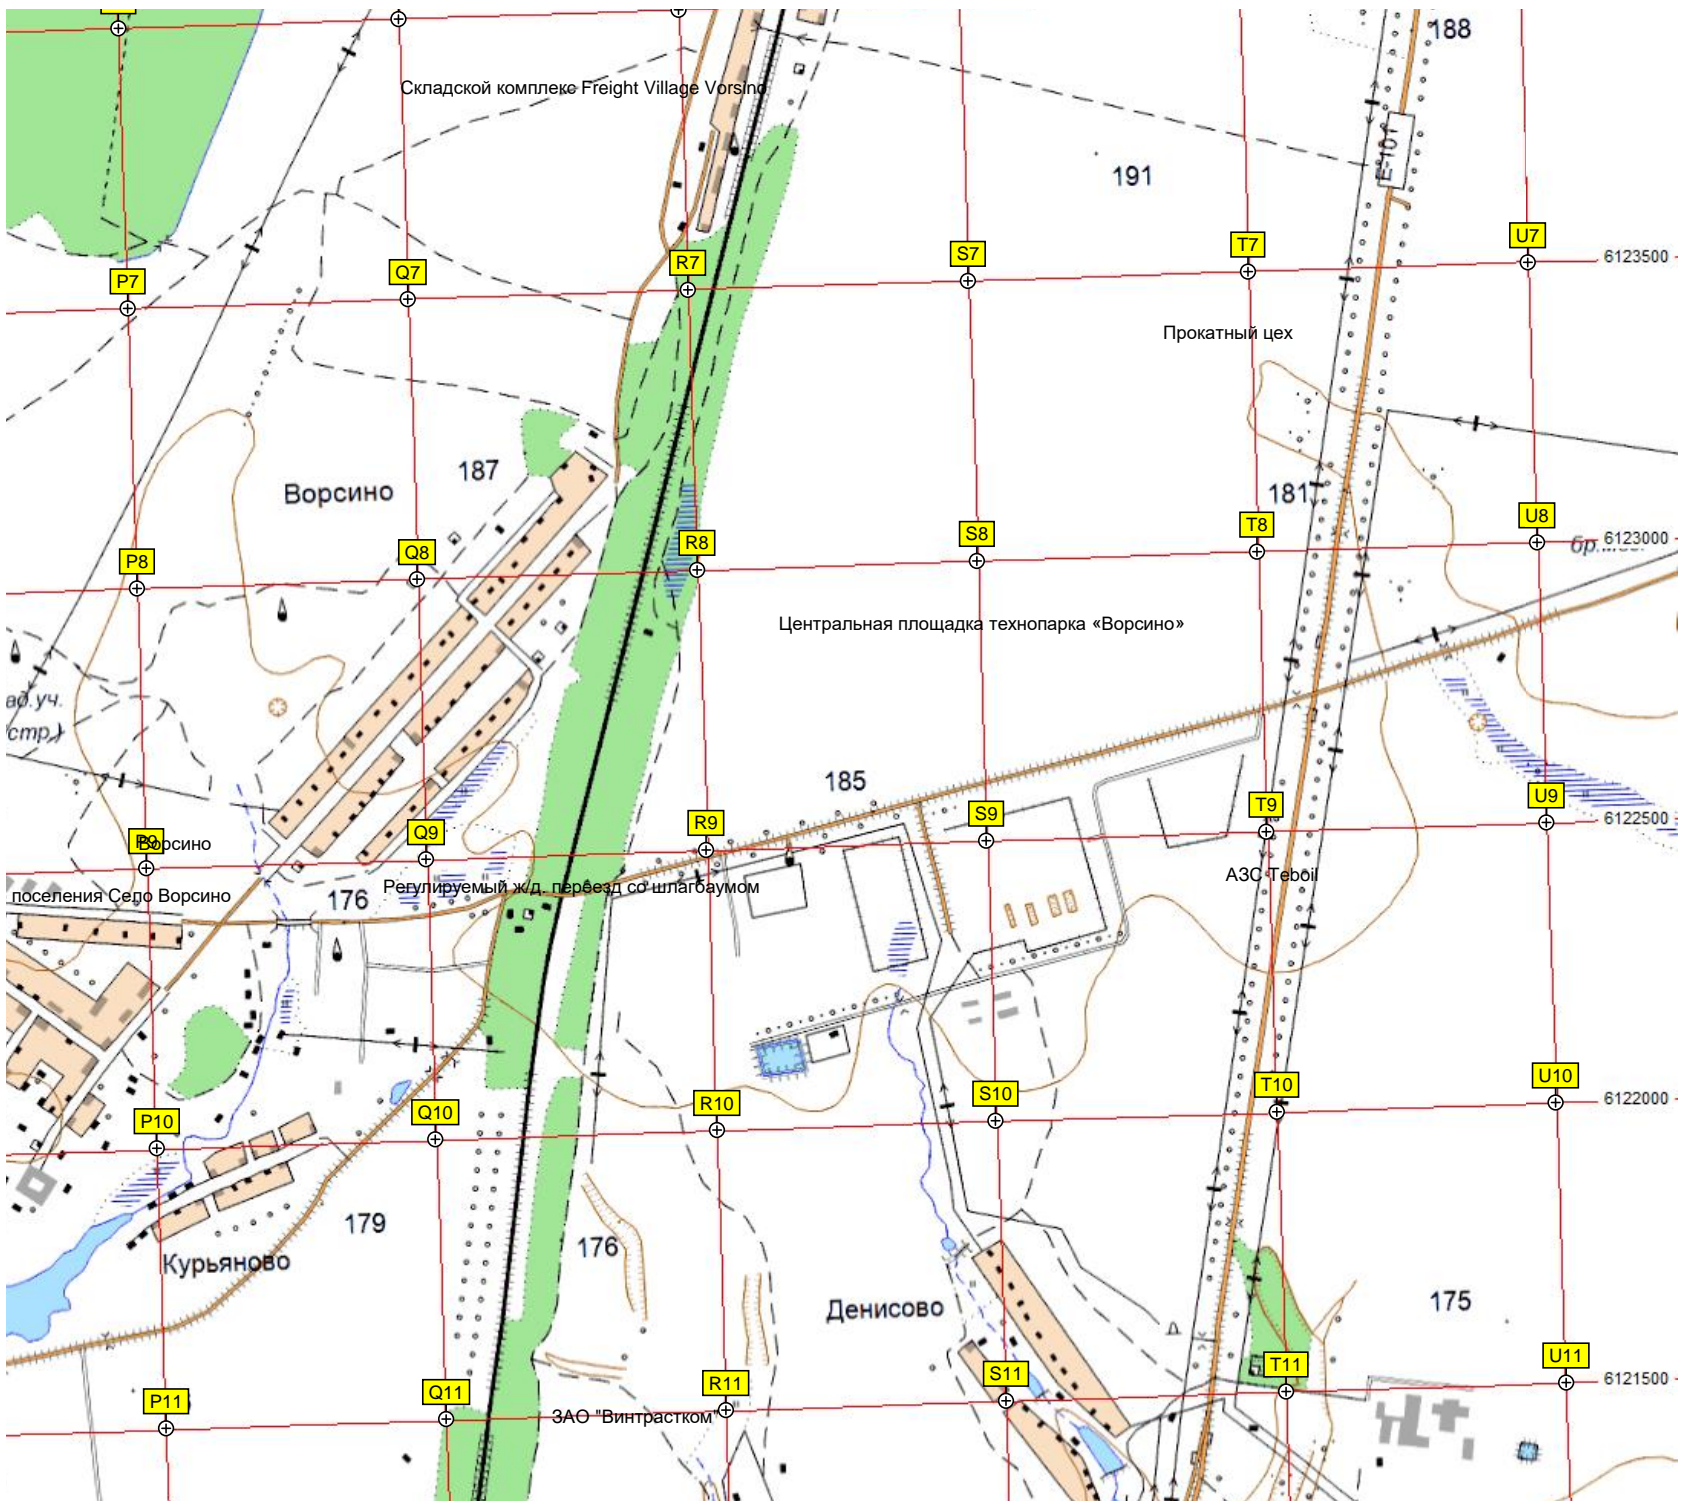 188
Складской комплекс Freight Village Vorsino
E-101
191
P7
Q7
R7
S7
T7
U7
6123500
Прокатный цех
187
Ворсино
181
P8
Q8
R8
S8
T8
U8
6123000
Центральная площадка технопарка «Ворсино»
ад.уч.
стр.)
185
P9
Q9
R9
S9
T9
U9
6122500
Ворсино
поселения Село Ворсино
176
Регулируемый ж/д. переезд со шлагбаумом
АЗС Teboil
P10
Q10
R10
S10
T10
U10
6122000
179
176
Курьяново
Денисово
175
P11
Q11
R11
S11
T11
U11
6121500
ЗАО "Винтрастком"